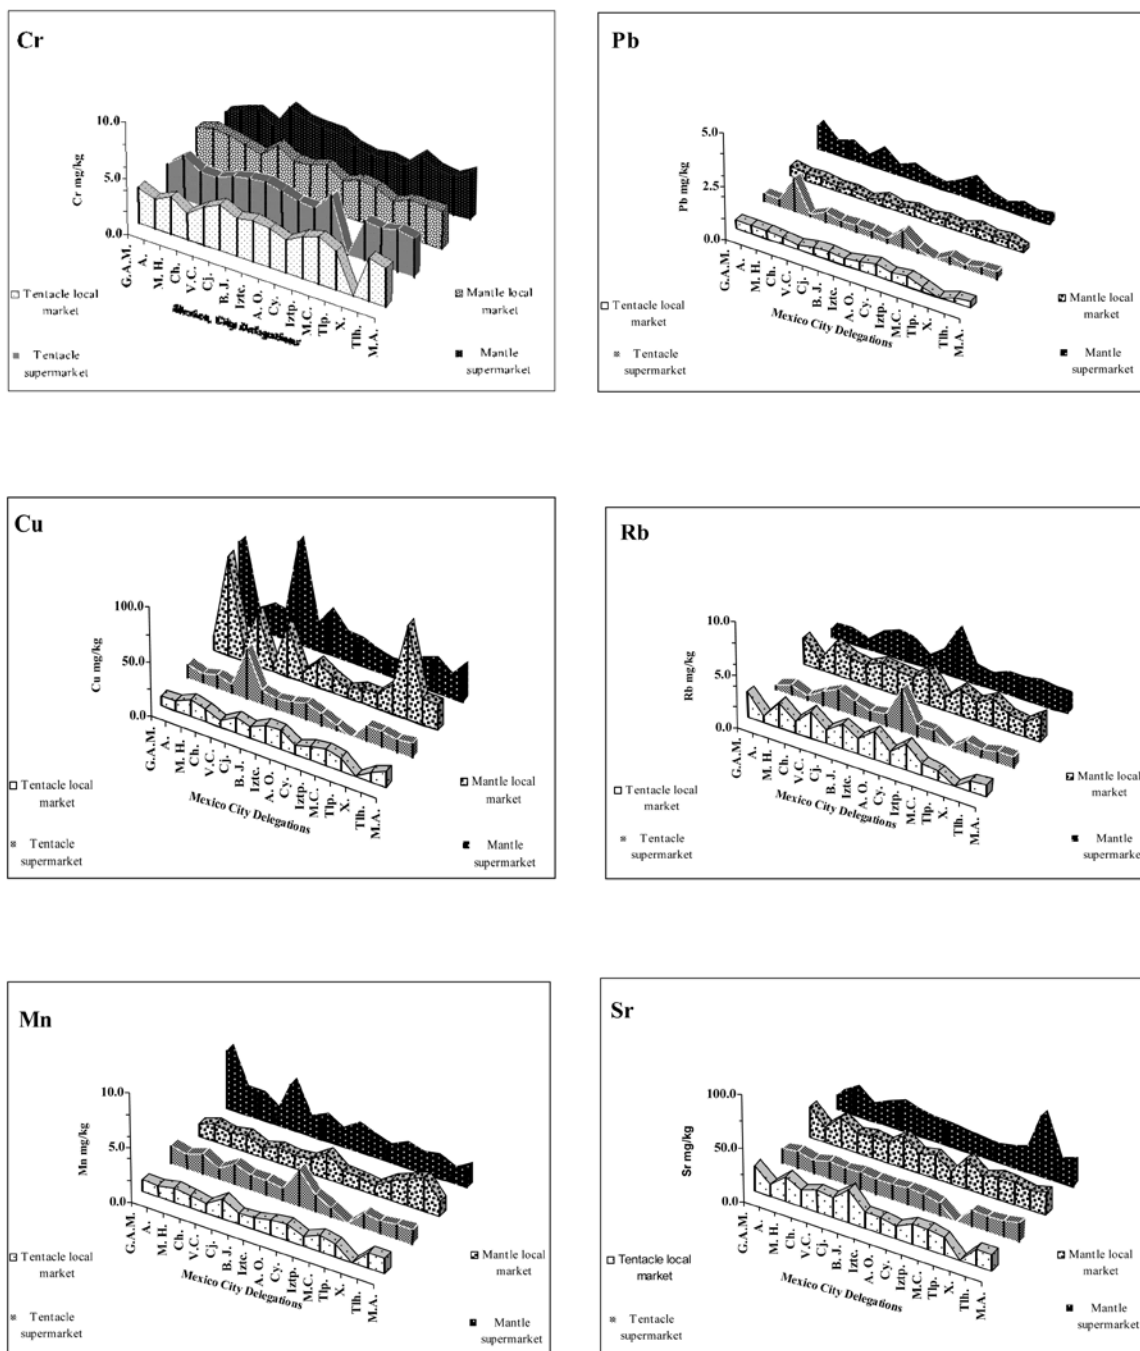 Cr
10.0
5.0
0.0
Cr mg/kg
G.A.M.
A.
M. H.
Ch.
V.C.
Cj.
B. J.
Iztc.
A. O.
Cy.
Iztp.
M.C.
Tlp.
X.
Tlh.
M.A.
Mexico, City Delegations
Tentacle local
market
Mantle local
market
Tentacle
supermarket
Mantle
supermarket
Pb
5.0
2.5
0.0
Pb mg/kg
G.A.M.
A.
M. H.
Ch.
V.C.
Cj.
B. J.
Iztc.
A. O.
Cy.
Iztp.
M.C.
Tlp.
X.
Tlh.
M.A.
Mexico City Delegations
Tentacle local
market
Mantle local
market
Tentacle
supermarket
Mantle
supermarket
Cu
100.0
50.0
0.0
Cu mg/kg
G.A.M.
A.
M. H.
Ch.
V.C.
Cj.
B. J.
Iztc.
A. O.
Cy.
Iztp.
M.C.
Tlp.
X.
Tlh.
M.A.
Mexico City Delegations
Tentacle local
market
Mantle local
market
Tentacle
supermarket
Mantle
supermarket
Rb
10.0
5.0
0.0
Rb mg/kg
G.A.M.
A.
M. H.
Ch.
V.C.
Cj.
B. J.
Iztc.
A. O.
Cy.
Iztp.
M.C.
Tlp.
X.
Tlh.
M.A.
Mexico City Delegations
Tentacle local
market
Mantle local
market
Tentacle
supermarket
Mantle
supermarket
Mn
10.0
5.0
0.0
Mn mg/kg
G.A.M.
A.
M. H.
Ch.
V.C.
Cj.
B. J.
Iztc.
A. O.
Cy.
Iztp.
M.C.
Tlp.
X.
Tlh.
M.A.
Mexico City Delegations
Tentacle local
market
Mantle local
market
Tentacle
supermarket
Mantle
supermarket
Sr
100.0
50.0
0.0
Sr mg/kg
G.A.M.
A.
M. H.
Ch.
V.C.
Cj.
B. J.
Iztc.
A. O.
Cy.
Iztp.
M.C.
Tlp.
X.
Tlh.
M.A.
Mexico City Delegations
Tentacle local
market
Mantle local
market
Tentacle
supermarket
Mantle
supermarket